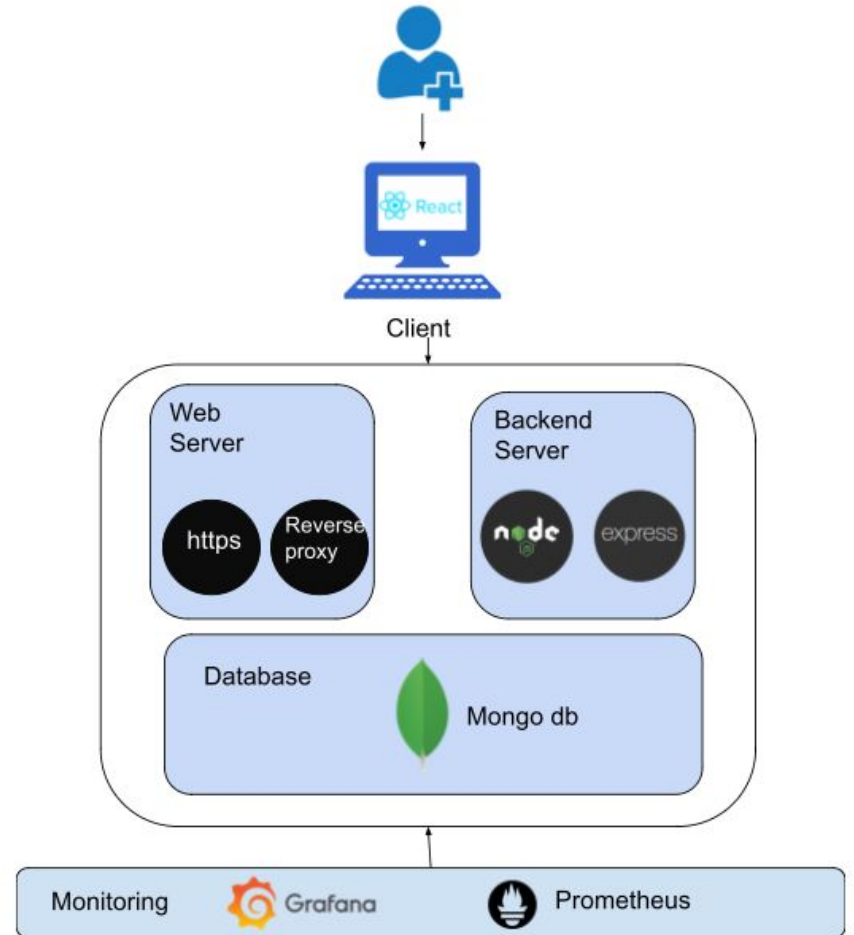 React
Client
Web
Server
https
Reverse
proxy
Backend
Server
node
express
Database
Mongo db
Monitoring
Grafana
Prometheus